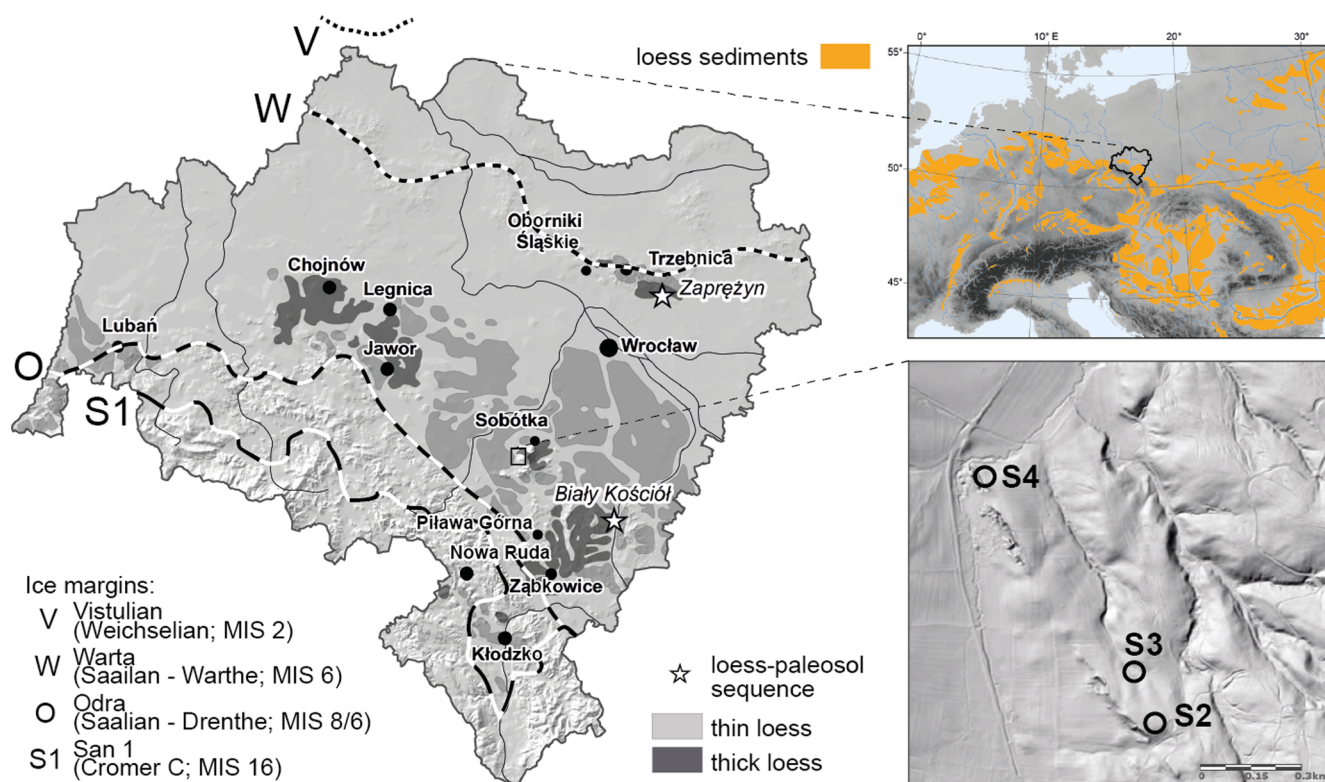 V
W
O
S1
Oborniki
Śląskie
Trzebnica
Zaprężyn
Chojnów
Legnica
Lubań
Jawor
Wrocław
Sobótka
Biały Kościół
Piława Górna
Nowa Ruda
Ząbkowice
Kłodzko
Ice margins:
V Vistulian
(Weichselian; MIS 2)
W Warta
(Saailan - Warthe; MIS 6)
O Odra
(Saalian - Drenthe; MIS 8/6)
S1 San 1
(Cromer C; MIS 16)
loess-paleosol
sequence
thin loess
thick loess
loess sediments
0° 10° E 20° 30°
55°
50°
45°
S4
S3
S2
0 0.15 0.3km